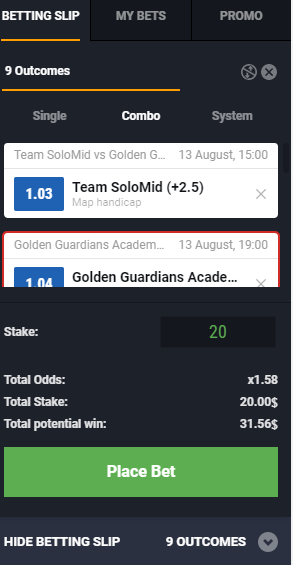 BETTING SLIP MY BETS PROMO
9 Outcomes
Single Combo System
Team SoloMid vs Golden G... 13 August, 15:00
1.03 Team SoloMid (+2.5)
Map handicap
Golden Guardians Academ... 13 August, 19:00
1.04 Golden Guardians Acade...
Stake: 20
Total Odds: x1.58
Total Stake: 20.00$
Total potential win: 31.56$
Place Bet
HIDE BETTING SLIP 9 OUTCOMES